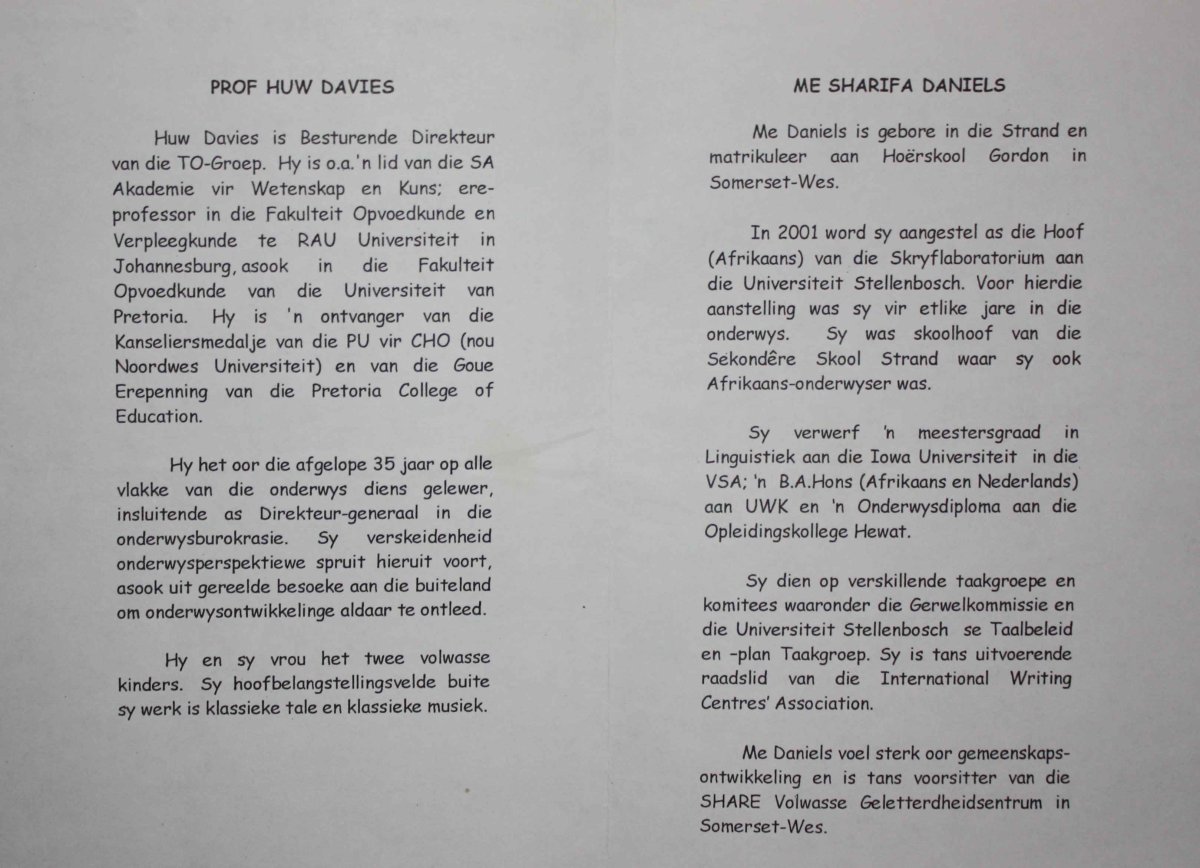 PROF HUW DAVIES
Huw Davies is Besturende Direkteur
van die TO-Groep. Hy is o.a.'n lid van die SA
Akademie vir Wetenskap en Kuns; ere-
professor in die Fakulteit Opvoedkunde en
Verpleegkunde te RAU Universiteit in
Johannesburg, asook in die Fakulteit
Opvoedkunde van die Universiteit van
Pretoria. Hy is 'n ontvanger van die
Kanseliersmedalje van die PU vir CHO (nou
Noordwes Universiteit) en van die Goue
Erepenning van die Pretoria College of
Education.
Hy het oor die afgelope 35 jaar op alle
vlakke van die onderwys diens gelewer,
insluitende as Direkteur-generaal in die
onderwysburokrasie. Sy verskeidenheid
onderwysperspektiewe spruit hieruit voort,
asook uit gereelde besoeke aan die buiteland
om onderwysontwikkelinge aldaar te ontleed.
Hy en sy vrou het twee volwasse
kinders. Sy hoofbelangstellingsvelde buite
sy werk is klassieke tale en klassieke musiek.
ME SHARIFA DANIELS
Me Daniels is gebore in die Strand en
matrikuleer aan Hoërskool Gordon in
Somerset-Wes.
In 2001 word sy aangestel as die Hoof
(Afrikaans) van die Skryflaboratorium aan
die Universiteit Stellenbosch. Voor hierdie
aanstelling was sy vir etlike jare in die
onderwys. Sy was skoolhoof van die
Sekondêre Skool Strand waar sy ook
Afrikaans-onderwyser was.
Sy verwerf 'n meestersgraad in
Linguistiek aan die Iowa Universiteit in die
VSA; 'n B.A.Hons (Afrikaans en Nederlands)
aan UWK en 'n Onderwysdiploma aan die
Opleidingskollege Hewat.
Sy dien op verskillende taakgroepe en
komitees waaronder die Gerwelkommissie en
die Universiteit Stellenbosch se Taalbeleid
en –plan Taakgroep. Sy is tans uitvoerende
raadslid van die International Writing
Centres' Association.
Me Daniels voel sterk oor gemeenskaps-
ontwikkeling en is tans voorsitter van die
SHARE Volwasse Geletterdheidsentrum in
Somerset-Wes.